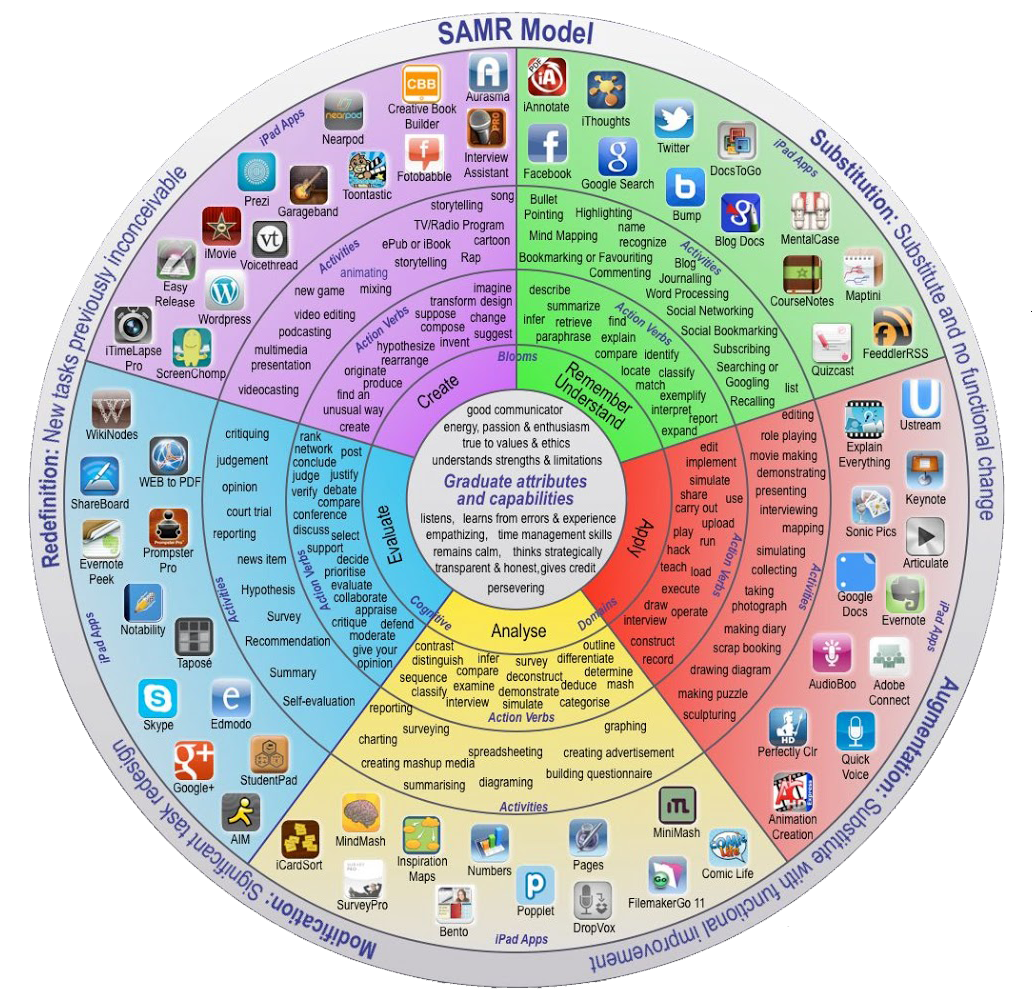 SAMR Model
Substitution: Substitute and no functional change
Augmentation: Substitute with functional improvement
Modification: Significant task redesign
Redefinition: New tasks previously inconceivable
good communicator
energy, passion & enthusiasm
true to values & ethics
understands strengths & limitations
Graduate attributes
and capabilities
listens, learns from errors & experience
empathizing, time management skills
remains calm, thinks strategically
transparent & honest,gives credit
persevering
Blooms
Cognitive
Domains
Remember
Understand
Action Verbs
describe
summarize
infer
retrieve
find
paraphrase
explain
compare
identify
locate
classify
match
exemplify
interpret
report
expand
Activities
Bullet
Pointing
Highlighting
name
Mind Mapping
recognize
Bookmarking or Favouriting
Commenting
Blog
Journalling
Word Processing
Social Networking
Social Bookmarking
Subscribing
Searching or
Googling
list
Recalling
iPad Apps
PDF
iA
iAnnotate
iThoughts
Twitter
DocsToGo
Facebook
Google Search
Bump
Blog Docs
MentalCase
CourseNotes
Maptini
Quizcast
FeeddlerRSS
Apply
Action Verbs
edit
implement
simulate
share
use
carry out
upload
play
run
hack
teach
load
execute
draw
operate
interview
construct
record
Activities
editing
role playing
movie making
demonstrating
presenting
interviewing
mapping
simulating
collecting
taking
photograph
making diary
scrap booking
drawing diagram
making puzzle
sculpturing
iPad Apps
Ustream
Explain
Everything
Keynote
Sonic Pics
Articulate
Google
Docs
Evernote
AudioBoo
Adobe
Connect
HD
Perfectly Clr
Quick
Voice
Animation
Creation
Analyse
contrast
outline
distinguish
infer
survey
differentiate
sequence
compare
deconstruct
determine
classify
examine
demonstrate
deduce
mash
interview
simulate
categorise
Action Verbs
reporting
surveying
graphing
charting
spreadsheeting
creating advertisement
creating mashup media
building questionnaire
summarising
diagraming
Activities
MiniMash
MindMash
iCardSort
Inspiration
Maps
Numbers
Pages
Comic Life
SurveyPro
Bento
Popplet
DropVox
FilemakerGo 11
iPad Apps
Evaluate
Action Verbs
rank
network
post
conclude
judge
justify
verify
debate
compare
conference
discuss
select
support
decide
prioritise
evaluate
collaborate
appraise
critique
defend
moderate
give your
opinion
Activities
critiquing
judgement
opinion
court trial
reporting
news item
Hypothesis
Survey
Recommendation
Summary
Self-evaluation
iPad Apps
WikiNodes
WEB to PDF
ShareBoard
Evernote
Peek
Prompster
Pro
Notability
Taposé
Skype
Edmodo
g+
Google+
StudentPad
AIM
Create
Action Verbs
imagine
transform
design
suppose
change
compose
invent
suggest
hypothesize
rearrange
originate
produce
find an
unusual way
create
Activities
song
storytelling
TV/Radio Program
ePub or iBook
cartoon
storytelling
Rap
animating
new game
mixing
video editing
podcasting
multimedia
presentation
videocasting
iPad Apps
CBB
Creative Book
Builder
Aurasma
nearpod
Nearpod
Fotobabble
PRO
Interview
Assistant
Prezi
Garageband
Toontastic
iMovie
vt
Voicethread
Easy
Release
Wordpress
iTimeLapse
Pro
ScreenChomp